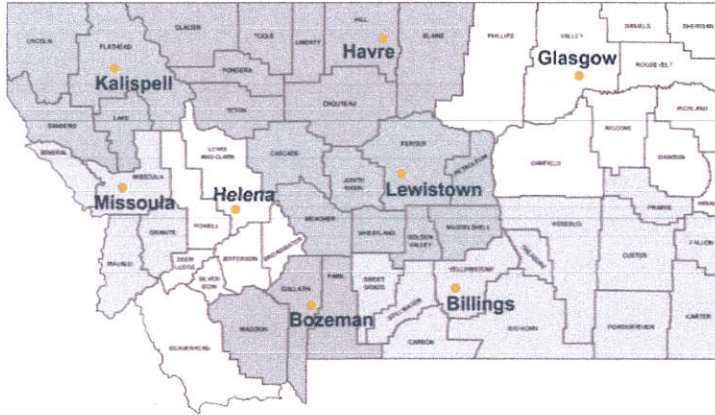 LINCOLN
FLATHEAD
Kalispell
GLACIER
TOOLE
LIBERTY
HILL
Havre
BLAINE
PHILLIPS
VALLEY
Glasgow
DANIELS
SHERIDAN
ROOSEVELT
PONDERA
TETON
CHOUTEAU
SANDERS
LAKE
MINERAL
MISSOULA
Missoula
LEWIS
AND CLARK
Helena
CASCADE
JUDITH
BASIN
FERGUS
Lewistown
PETROLEUM
GARFIELD
MCCONE
RICHLAND
DAWSON
PRAIRIE
POWELL
GRANITE
RAVALLI
DEER
LODGE
SILVER
BOW
JEFFERSON
BROADWATER
MEAGHER
WHEATLAND
GOLDEN
VALLEY
MUSSELSHELL
ROSEBUD
TREASURE
CUSTER
FALLON
BEAVERHEAD
MADISON
GALLATIN
PARK
Bozeman
SWEET
GRASS
STILLWATER
YELLOWSTONE
Billings
CARBON
BIG HORN
POWDER RIVER
CARTER